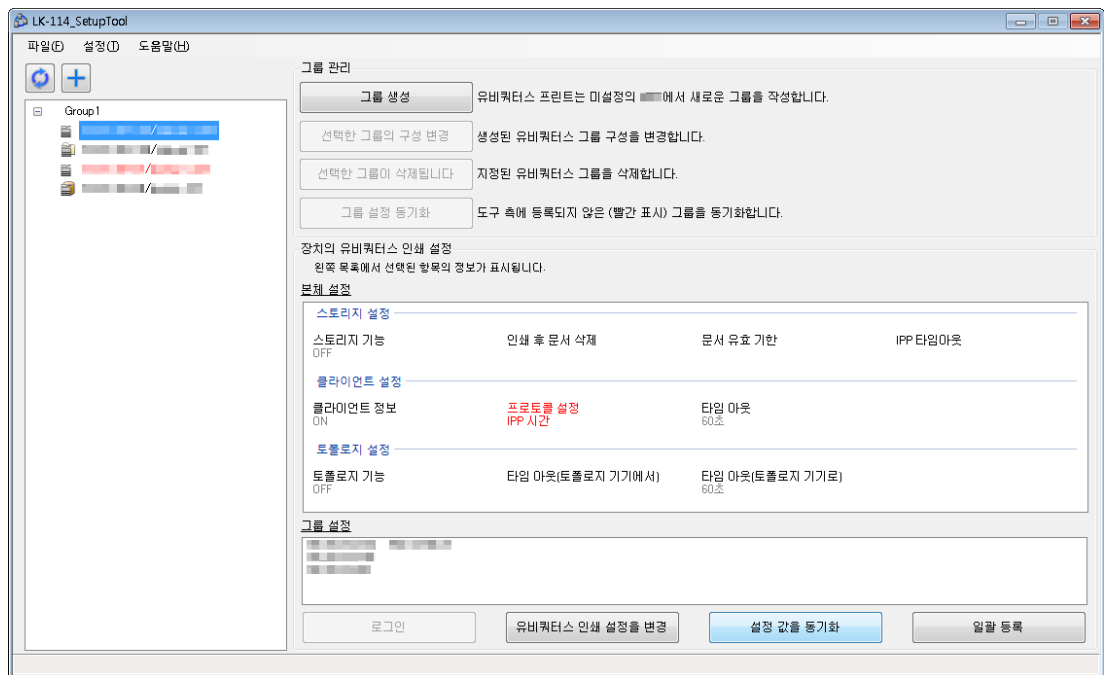 LK-114_SetupTool
파일(F) 설정(T) 도움말(H)
그룹 관리
Group1
그룹 생성 유비쿼터스 프린트는 미설정의 에서 새로운 그룹을 작성합니다.
선택한 그룹의 구성 변경 생성된 유비쿼터스 그룹 구성을 변경합니다.
선택한 그룹이 삭제됩니다 지정된 유비쿼터스 그룹을 삭제합니다.
그룹 설정 동기화 도구 측에 등록되지 않은 (빨간 표시) 그룹을 동기화합니다.
장치의 유비쿼터스 인쇄 설정
왼쪽 목록에서 선택된 항목의 정보가 표시됩니다.
본체 설정
스토리지 설정
스토리지 기능 인쇄 후 문서 삭제 문서 유효 기한 IPP 타임아웃
OFF
클라이언트 설정
클라이언트 정보 프로토콜 설정 타임 아웃
ON IPP 시간 60초
토폴로지 설정
토폴로지 기능 타임 아웃(토폴로지 기기에서) 타임 아웃(토폴로지 기기로)
OFF 60초
그룹 설정
로그인 유비쿼터스 인쇄 설정을 변경 설정 값을 동기화 일괄 등록